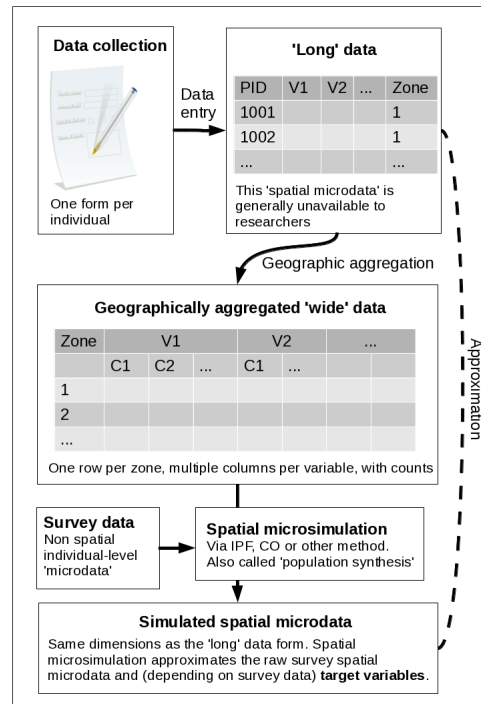 Data collection
One form per
individual
Data
entry
'Long' data
PID V1 V2 ... Zone
1001 1
1002 1
... ...
This 'spatial microdata' is
generally unavailable to
researchers
Geographic aggregation
Approximation
Geographically aggregated 'wide' data
Zone V1 V2 ...
C1 C2 ... C1 ...
1
2
...
One row per zone, multiple columns per variable, with counts
Survey data
Non spatial
individual-level
'microdata'
Spatial microsimulation
Via IPF, CO or other method.
Also called 'population synthesis'
Simulated spatial microdata
Same dimensions as the 'long' data form. Spatial
microsimulation approximates the raw survey spatial
microdata and (depending on survey data) target variables.